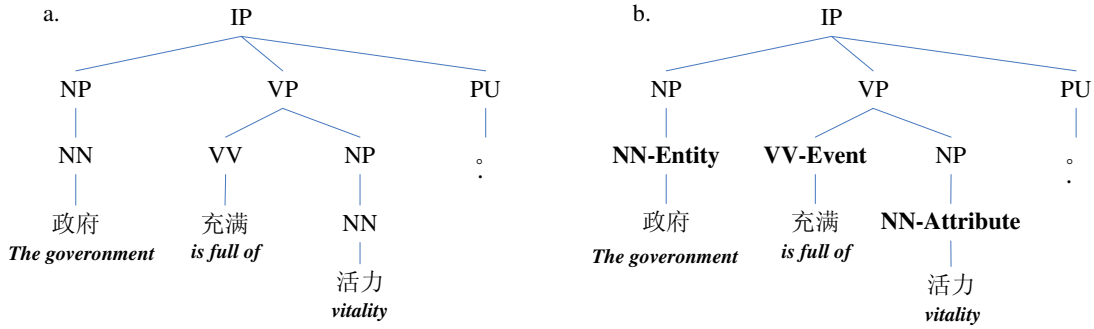 a.
IP
NP VP PU
NN VV NP 。
.
政府 充满 NN
The goveronment is full of
活力
vitality
b.
IP
NP VP PU
NN-Entity VV-Event NP 。
.
政府 充满 NN-Attribute
The goveronment is full of
活力
vitality